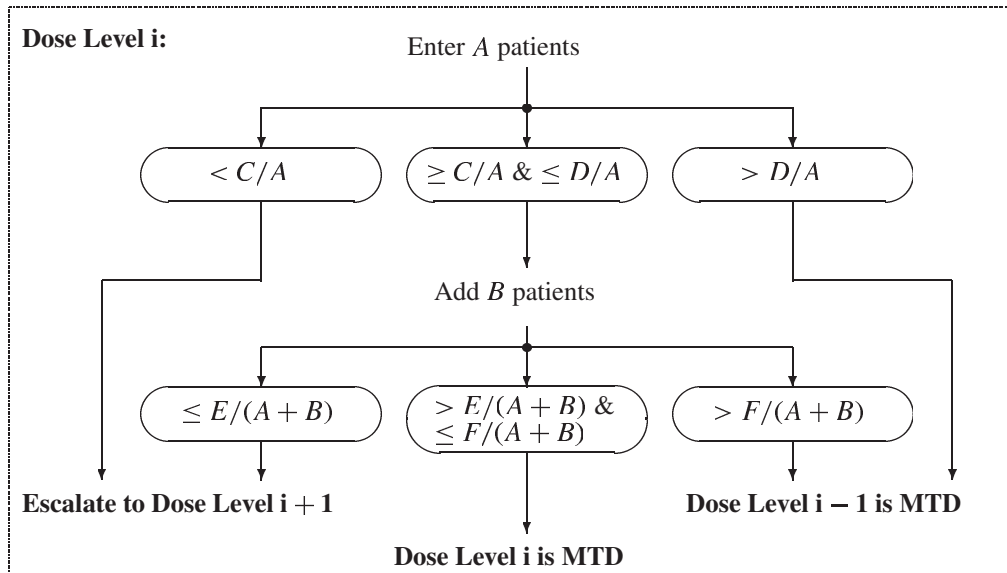 Dose Level i:
Enter A patients
< C/A
≥ C/A & ≤ D/A
> D/A
Add B patients
≤ E/(A + B)
> E/(A + B) &
≤ F/(A + B)
> F/(A + B)
Escalate to Dose Level i + 1
Dose Level i − 1 is MTD
Dose Level i is MTD